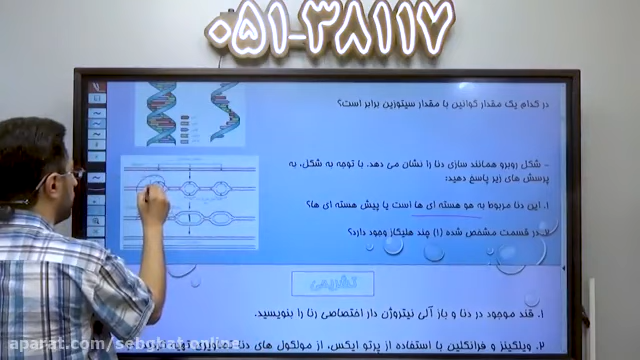 ۰۵۱-۳۸۱۱۷
در کدام یک مقدار گوانین با مقدار سیتوزین برابر است؟
- شکل روبرو همانند سازی دنا را نشان می دهد. با توجه به شکل، به
پرسش های زیر پاسخ دهید:
۱. این دنا مربوط به هو هسته ای ها است یا پیش هسته ای ها؟
۲. در قسمت مشخص شده (۱) چند هلیکاز وجود دارد؟
تشریحی
۱. قند موجود در دنا و باز آلی نیتروژن دار اختصاصی رنا را بنویسید.
۲. ویلکینز و فرانکلین با استفاده از پرتو ایکس، از مولکول های دنا
aparat.com/sebghatonline